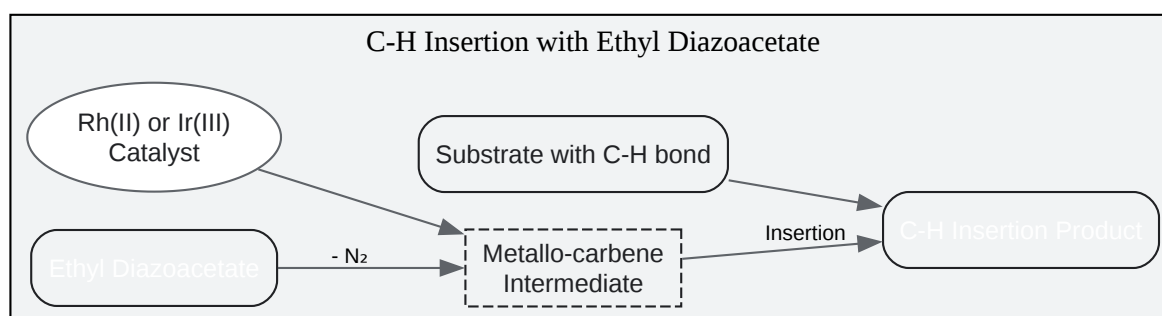 C-H Insertion with Ethyl Diazoacetate
Rh(II) or Ir(III)
Catalyst
Substrate with C-H bond
Ethyl Diazoacetate
- N₂
Metallo-carbene
Intermediate
Insertion
C-H Insertion Product